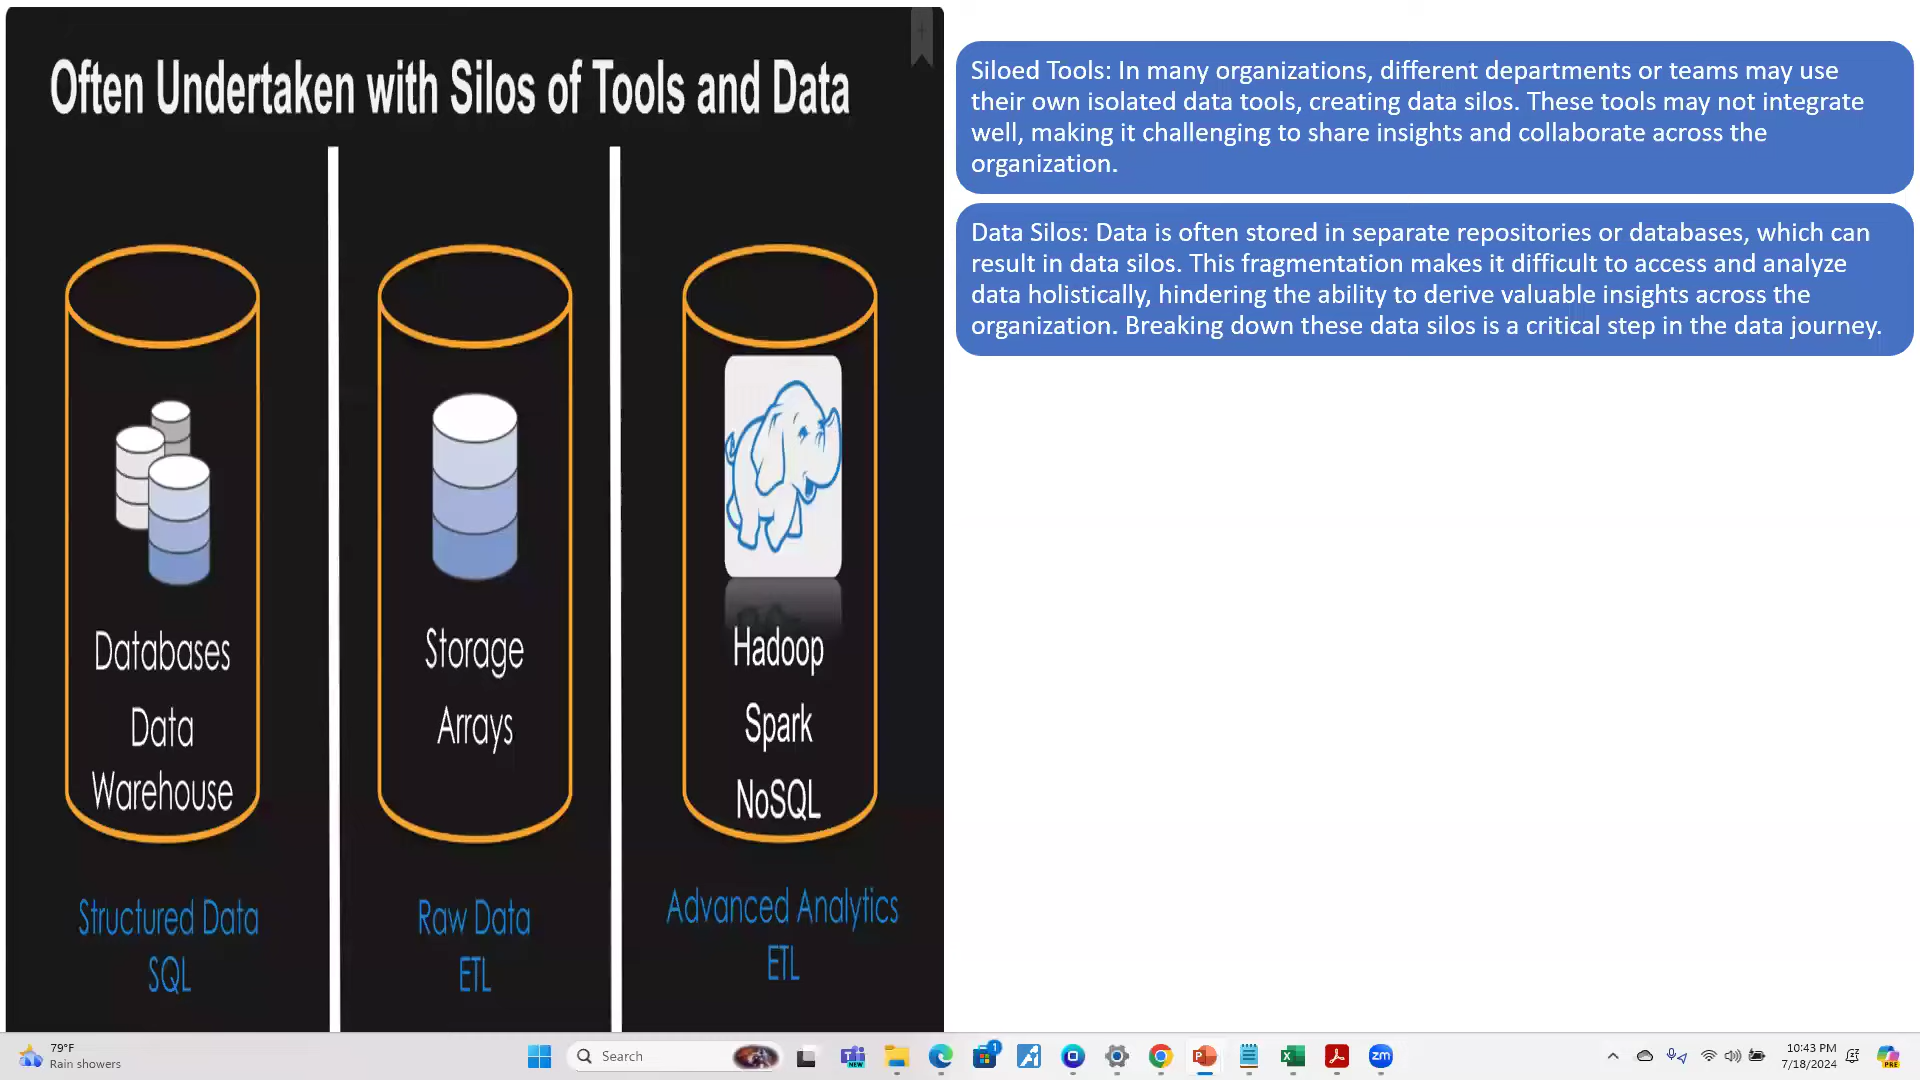 Often Undertaken with Silos of Tools and Data
Databases
Data
Warehouse
Structured Data
SQL
Storage
Arrays
Raw Data
ETL
Hadoop
Spark
NoSQL
Advanced Analytics
ETL
Siloed Tools: In many organizations, different departments or teams may use
their own isolated data tools, creating data silos. These tools may not integrate
well, making it challenging to share insights and collaborate across the
organization.
Data Silos: Data is often stored in separate repositories or databases, which can
result in data silos. This fragmentation makes it difficult to access and analyze
data holistically, hindering the ability to derive valuable insights across the
organization. Breaking down these data silos is a critical step in the data journey.
79°F
Rain showers
Search
NEW
1
zm
10:43 PM
7/18/2024
PRE